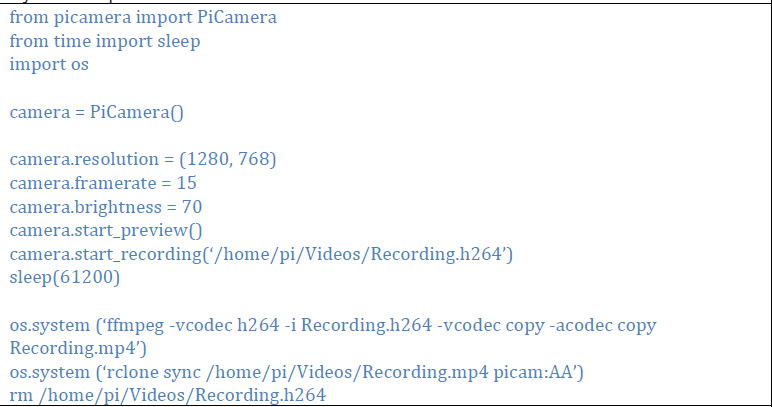 from picamera import PiCamera
from time import sleep
import os
camera = PiCamera()
camera.resolution = (1280, 768)
camera.framerate = 15
camera.brightness = 70
camera.start_preview()
camera.start_recording(‘/home/pi/Videos/Recording.h264’)
sleep(61200)
os.system (‘ffmpeg -vcodec h264 -i Recording.h264 -vcodec copy -acodec copy
Recording.mp4’)
os.system (‘rclone sync /home/pi/Videos/Recording.mp4 picam:AA’)
rm /home/pi/Videos/Recording.h264